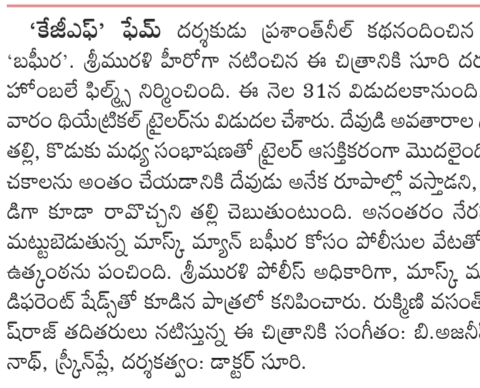 ‘కేజీఎఫ్’ ఫేమ్ దర్శకుడు ప్రశాంత్‌నీల్ కథనందించిన
‘బఘీర’. శ్రీమురళి హీరోగా నటించిన ఈ చిత్రానికి సూరి దర
హోంబలే ఫిల్మ్స్ నిర్మించింది. ఈ నెల 31న విడుదలకానుంది.
వారం థియేట్రికల్ ట్రైలర్‌ను విడుదల చేశారు. దేవుడి అవతారాల
తల్లి, కొడుకు మధ్య సంభాషణతో ట్రైలర్ ఆసక్తికరంగా మొదలైంది
చకాలను అంతం చేయడానికి దేవుడు అనేక రూపాల్లో వస్తాడని,
డిగా కూడా రావొచ్చని తల్లి చెబుతుంటుంది. అనంతరం నేర
మట్టుబెడుతున్న మాస్క్ మ్యాన్ బఘీర కోసం పోలీసుల వేటతో
ఉత్కంఠను పంచింది. శ్రీమురళి పోలీస్ అధికారిగా, మాస్క్ మ
డిఫరెంట్ షేడ్స్‌తో కూడిన పాత్రలో కనిపించారు. రుక్మిణి వసంత్
ష్‌రాజ్ తదితరులు నటిస్తున్న ఈ చిత్రానికి సంగీతం: బి.అజనీ
నాథ్, స్క్రీన్‌ప్లే, దర్శకత్వం: డాక్టర్ సూరి.